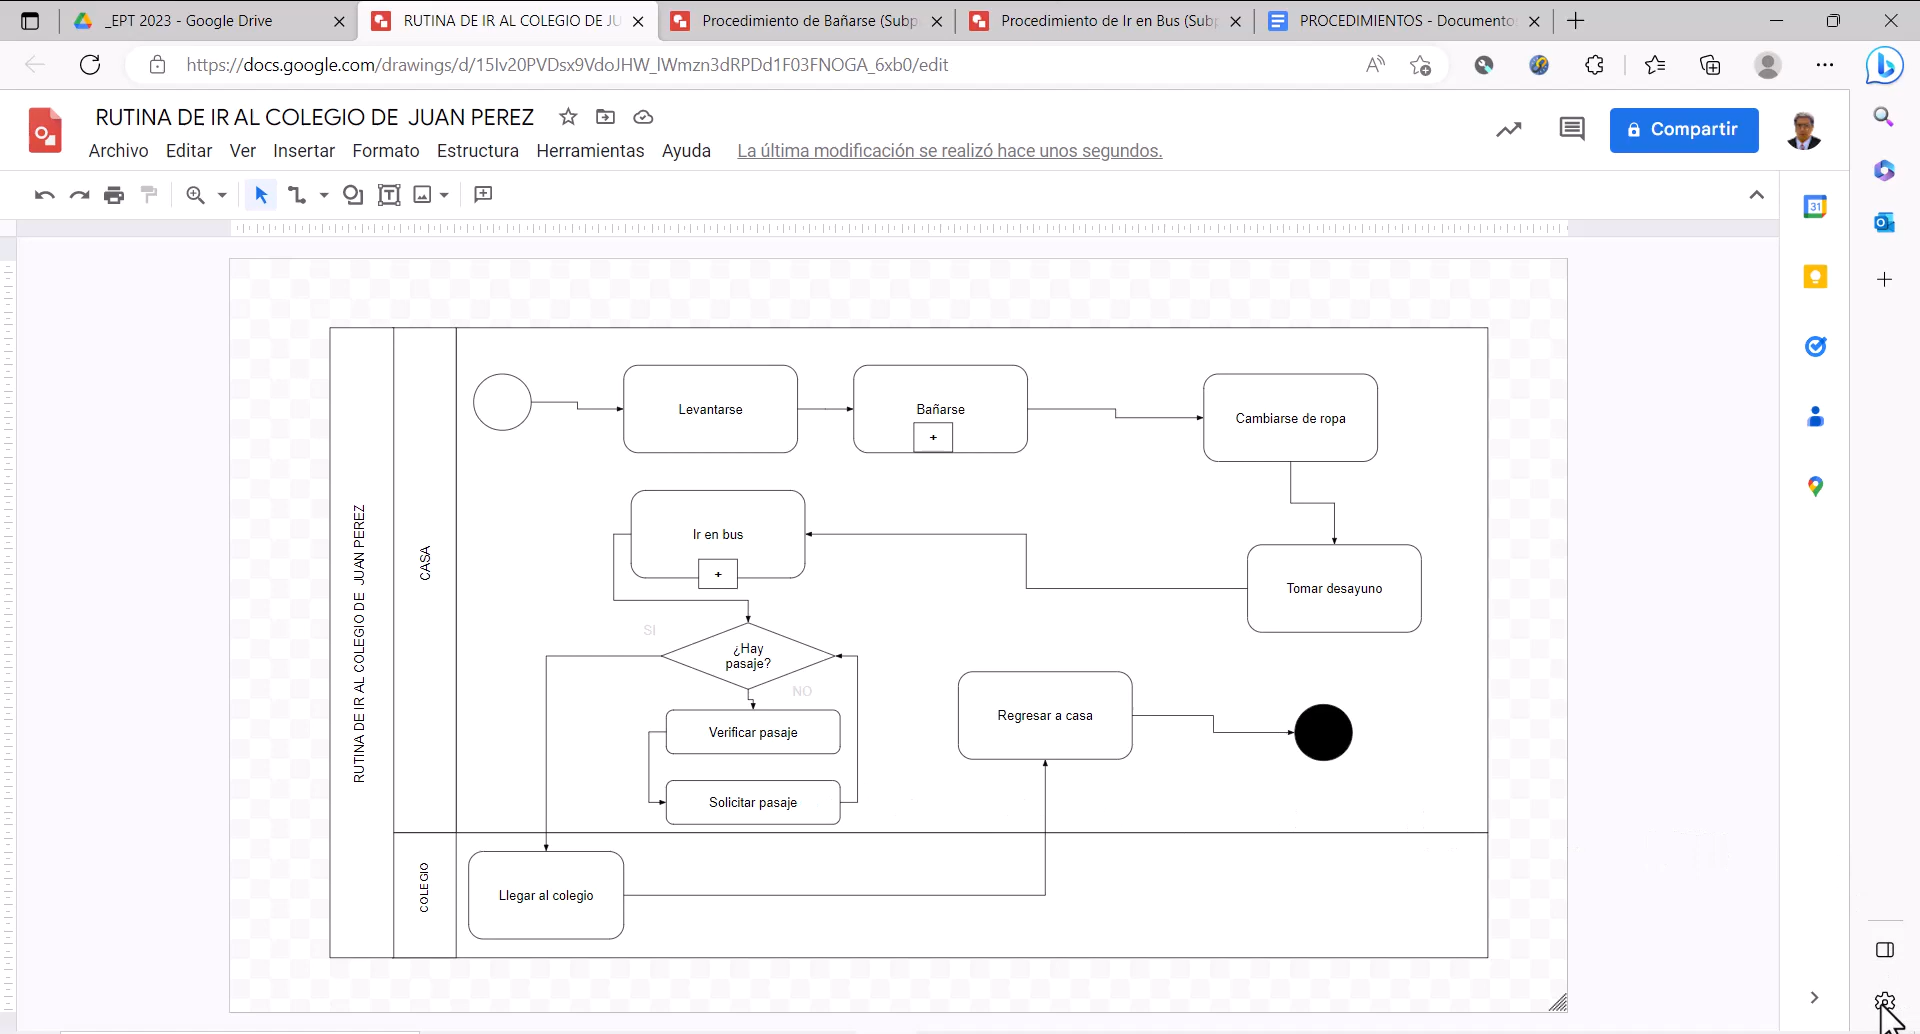 _EPT 2023 - Google Drive
RUTINA DE IR AL COLEGIO DE JU
Procedimiento de Bañarse (Subp
Procedimiento de Ir en Bus (Subp
PROCEDIMIENTOS - Documento
https://docs.google.com/drawings/d/15Iv20PVDsx9VdoJHW_lWmzn3dRPDd1F03FNOGA_6xb0/edit
RUTINA DE IR AL COLEGIO DE JUAN PEREZ
Archivo Editar Ver Insertar Formato Estructura Herramientas Ayuda La última modificación se realizó hace unos segundos.
Compartir
31
RUTINA DE IR AL COLEGIO DE JUAN PEREZ
CASA
COLEGIO
Levantarse
Bañarse
+
Cambiarse de ropa
Ir en bus
+
Tomar desayuno
SI
¿Hay
pasaje?
NO
Verificar pasaje
Solicitar pasaje
Regresar a casa
Llegar al colegio